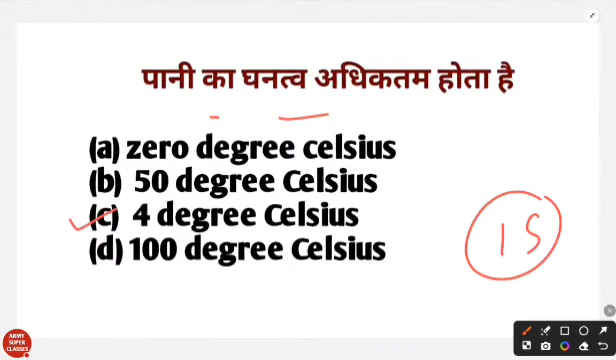 पानी का घनत्व अधिकतम होता है
(a) zero degree celsius
(b) 50 degree Celsius
(c) 4 degree Celsius
(d) 100 degree Celsius
15
ARMY
SUPER
CLASSES